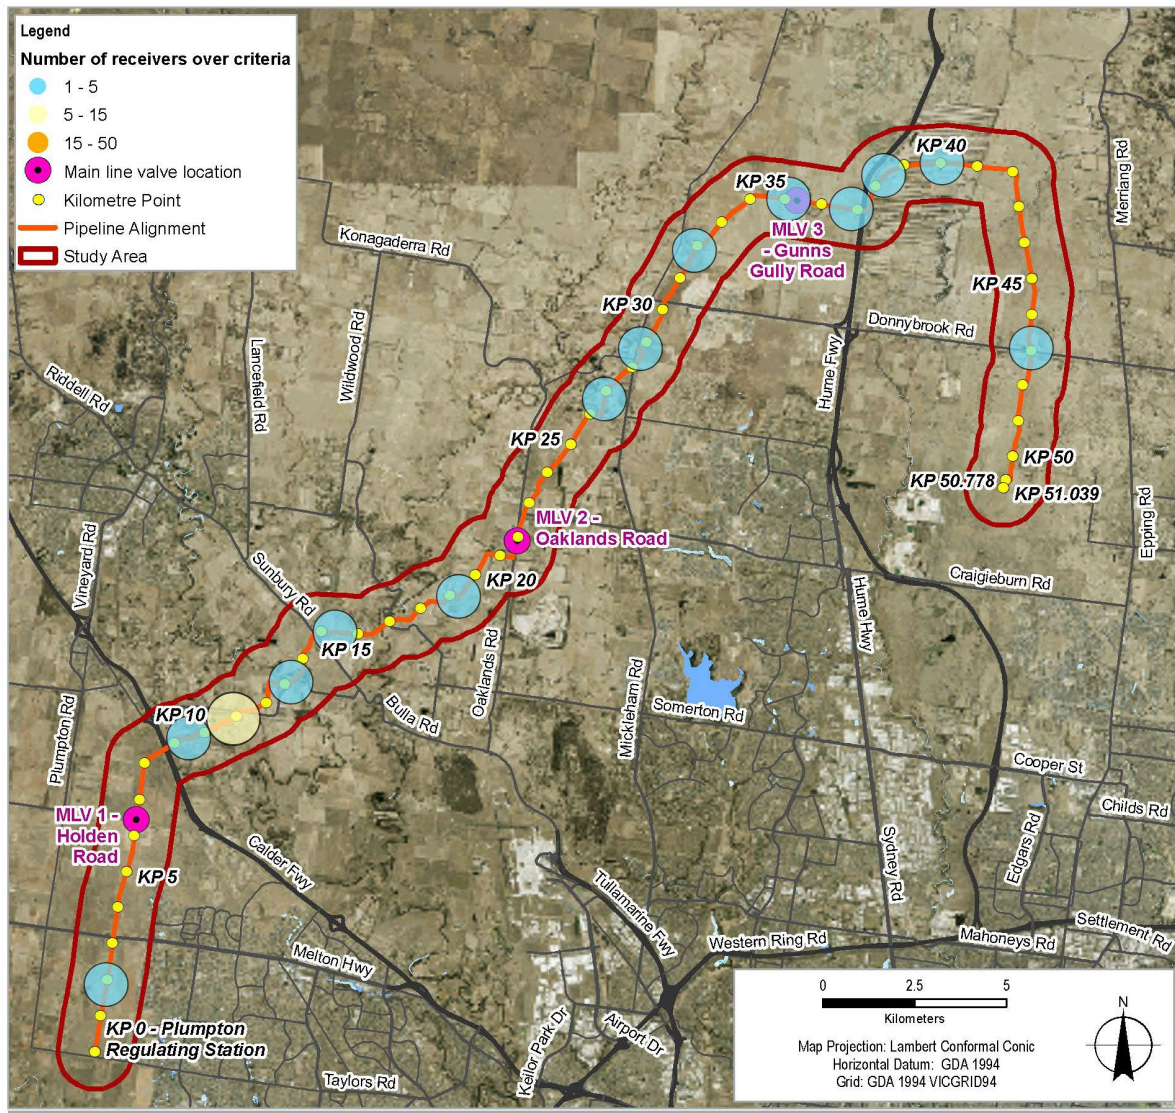 Legend
Number of receivers over criteria
1 - 5
5 - 15
15 - 50
Main line valve location
Kilometre Point
Pipeline Alignment
Study Area
Konagaderra Rd
Lancefield Rd
Wildwood Rd
Riddell Rd
KP 35
KP 40
Merriang Rd
MLV 3
- Gunns
Gully Road
KP 30
KP 45
Donnybrook Rd
Hume Fwy
KP 25
KP 50
KP 50.778
KP 51.039
Epping Rd
MLV 2 -
Oaklands Road
Vineyard Rd
Sunbury Rd
KP 20
Craigieburn Rd
Hume Hwy
KP 15
Oaklands Rd
Mickleham Rd
Plumpton Rd
KP 10
Bulla Rd
Somerton Rd
Cooper St
MLV 1 -
Holden
Road
Childs Rd
Edgars Rd
Sydney Rd
KP 5
Calder Fwy
Tullamarine Fwy
Settlement Rd
Mahoneys Rd
Western Ring Rd
Melton Hwy
KP 0 - Plumpton
Regulating Station
Taylors Rd
Keilor Park Dr
Airport Dr
0 2.5 5
Kilometers
Map Projection: Lambert Conformal Conic
Horizontal Datum: GDA 1994
Grid: GDA 1994 VICGRID94
N